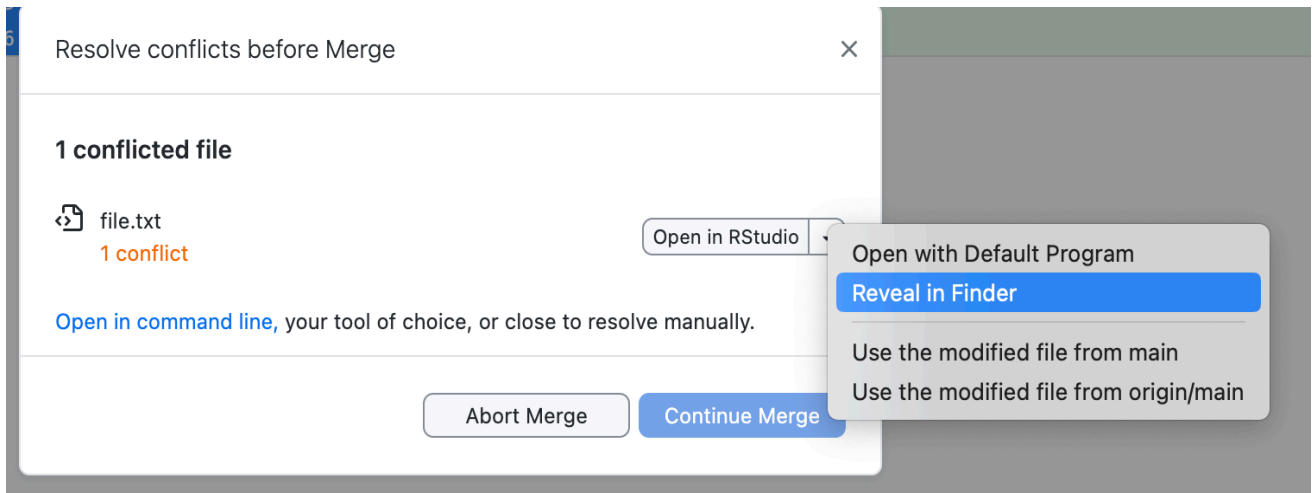 6
Resolve conflicts before Merge
1 conflicted file
file.txt
1 conflict
Open in RStudio
Open with Default Program
Reveal in Finder
Use the modified file from main
Use the modified file from origin/main
Open in command line, your tool of choice, or close to resolve manually.
Abort Merge
Continue Merge